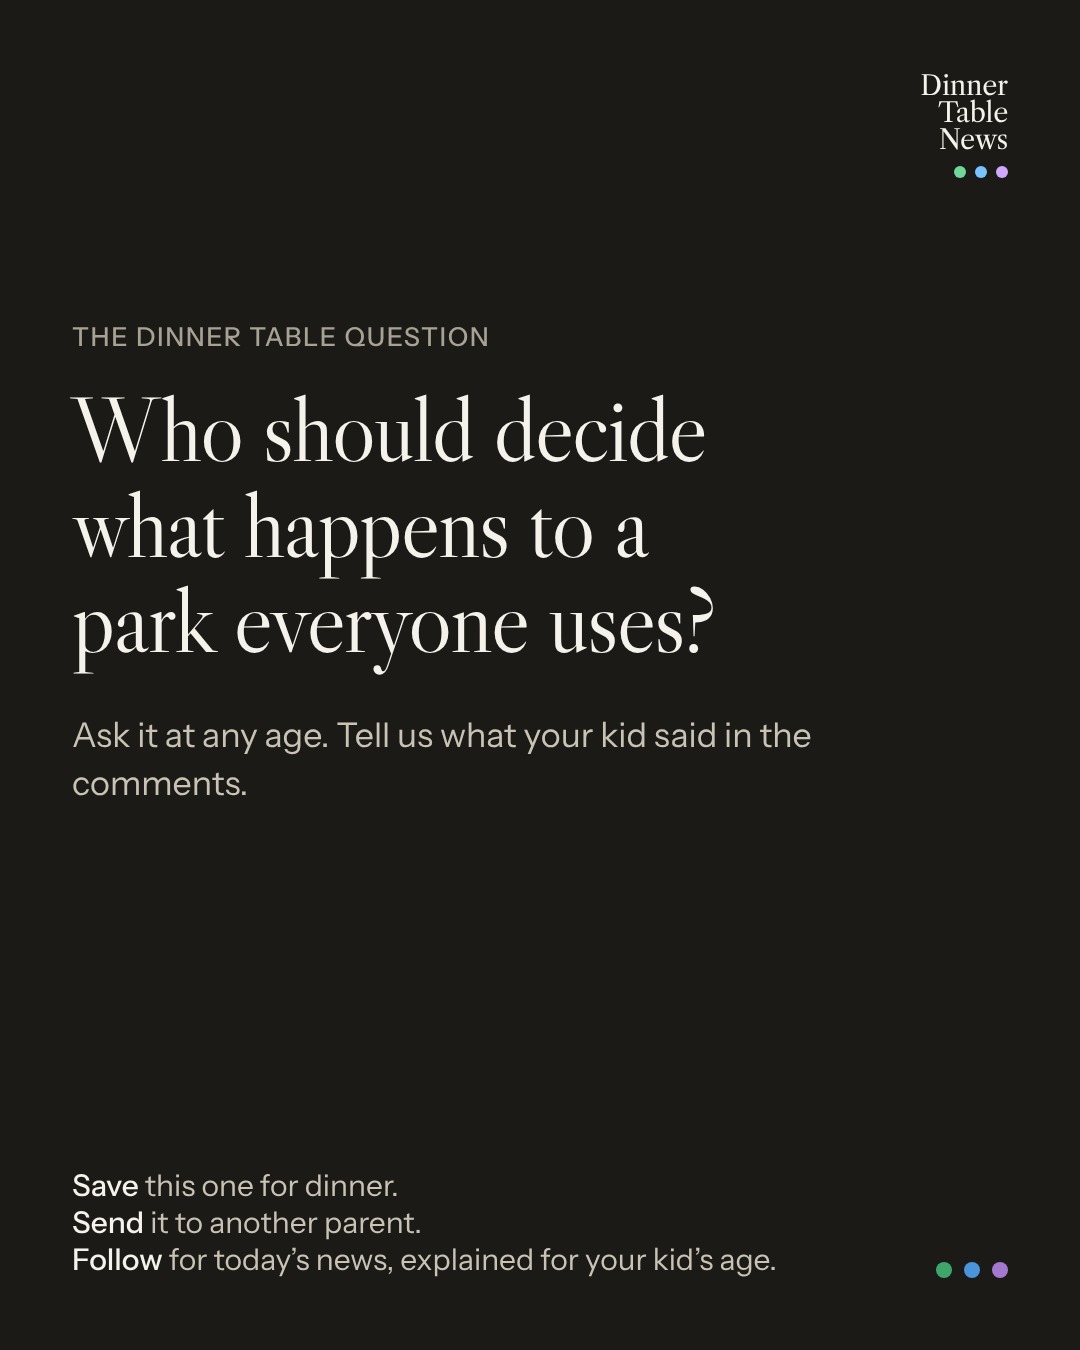 Dinner
Table
News
THE DINNER TABLE QUESTION
Who should decide
what happens to a
park everyone uses?
Ask it at any age. Tell us what your kid said in the
comments.
Save this one for dinner.
Send it to another parent.
Follow for today’s news, explained for your kid’s age.